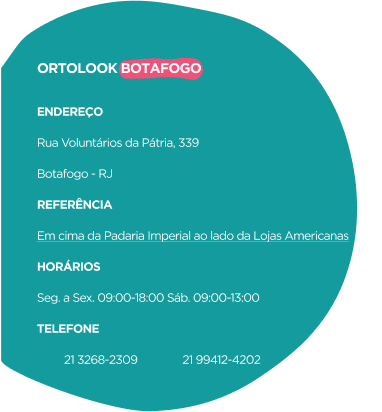 ORTOLOOK BOTAFOGO
ENDEREÇO
Rua Voluntários da Pátria, 339
Botafogo - RJ
REFERÊNCIA
Em cima da Padaria Imperial ao lado da Lojas Americanas
HORÁRIOS
Seg. a Sex. 09:00-18:00 Sáb. 09:00-13:00
TELEFONE
21 3268-2309 21 99412-4202